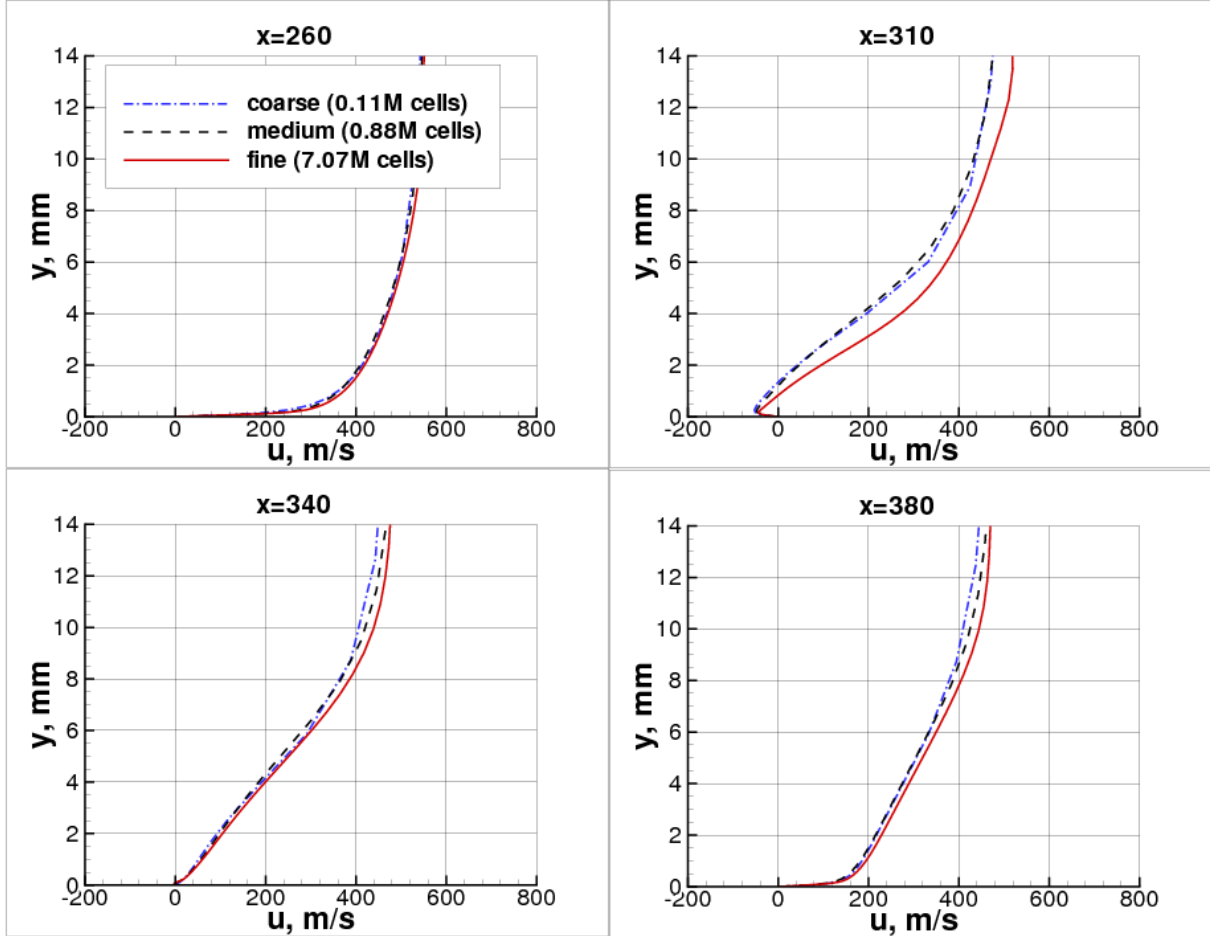 x=260
14
12
10
8
6
4
2
0
y, mm
coarse (0.11M cells)
medium (0.88M cells)
fine (7.07M cells)
-200 0 200 400 600 800
u, m/s
x=310
14
12
10
8
6
4
2
0
y, mm
-200 0 200 400 600 800
u, m/s
x=340
14
12
10
8
6
4
2
0
y, mm
-200 0 200 400 600 800
u, m/s
x=380
14
12
10
8
6
4
2
0
y, mm
-200 0 200 400 600 800
u, m/s